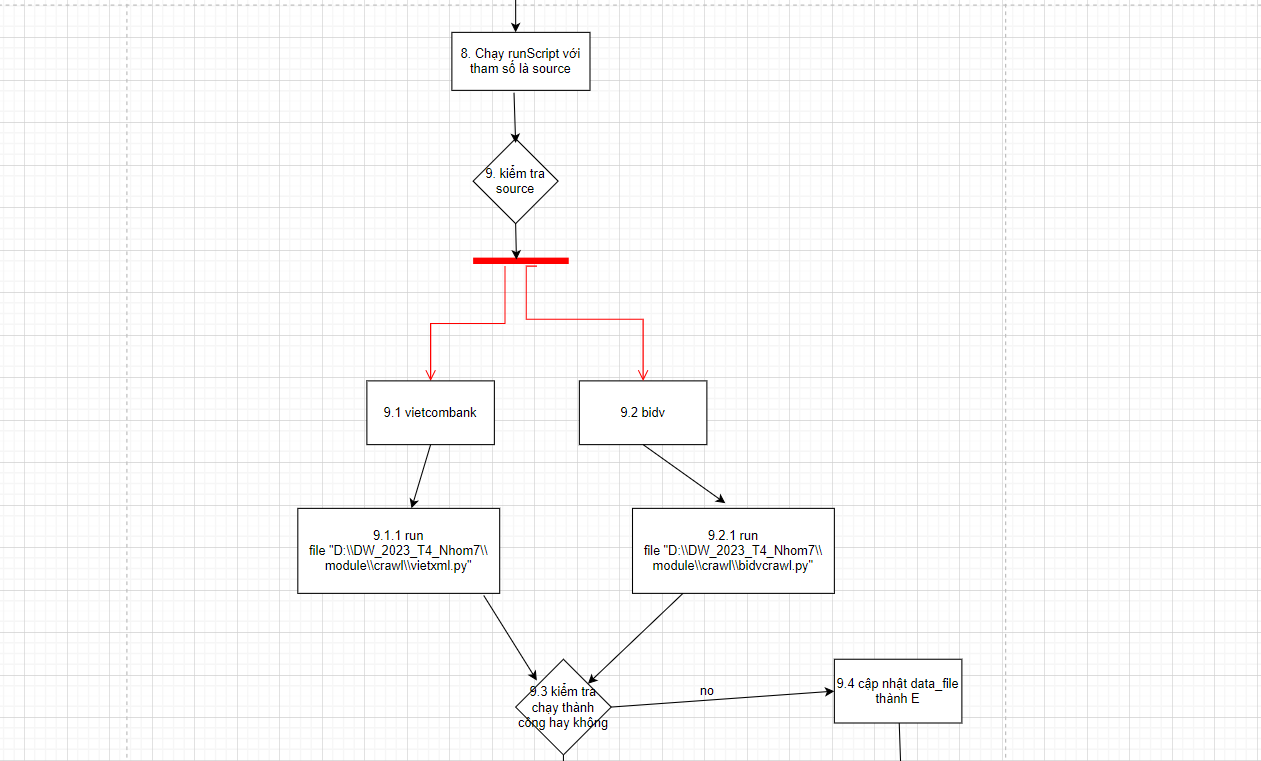 8. Chạy runScript với
tham số là source
9. kiểm tra
source
9.1 vietcombank
9.2 bidv
9.1.1 run
file "D:\\DW_2023_T4_Nhom7\\
module\\crawl\\vietxml.py"
9.2.1 run
file "D:\\DW_2023_T4_Nhom7\\
module\\crawl\\bidvcrawl.py"
9.3 kiểm tra
chạy thành
công hay không
no
9.4 cập nhật data_file
thành E